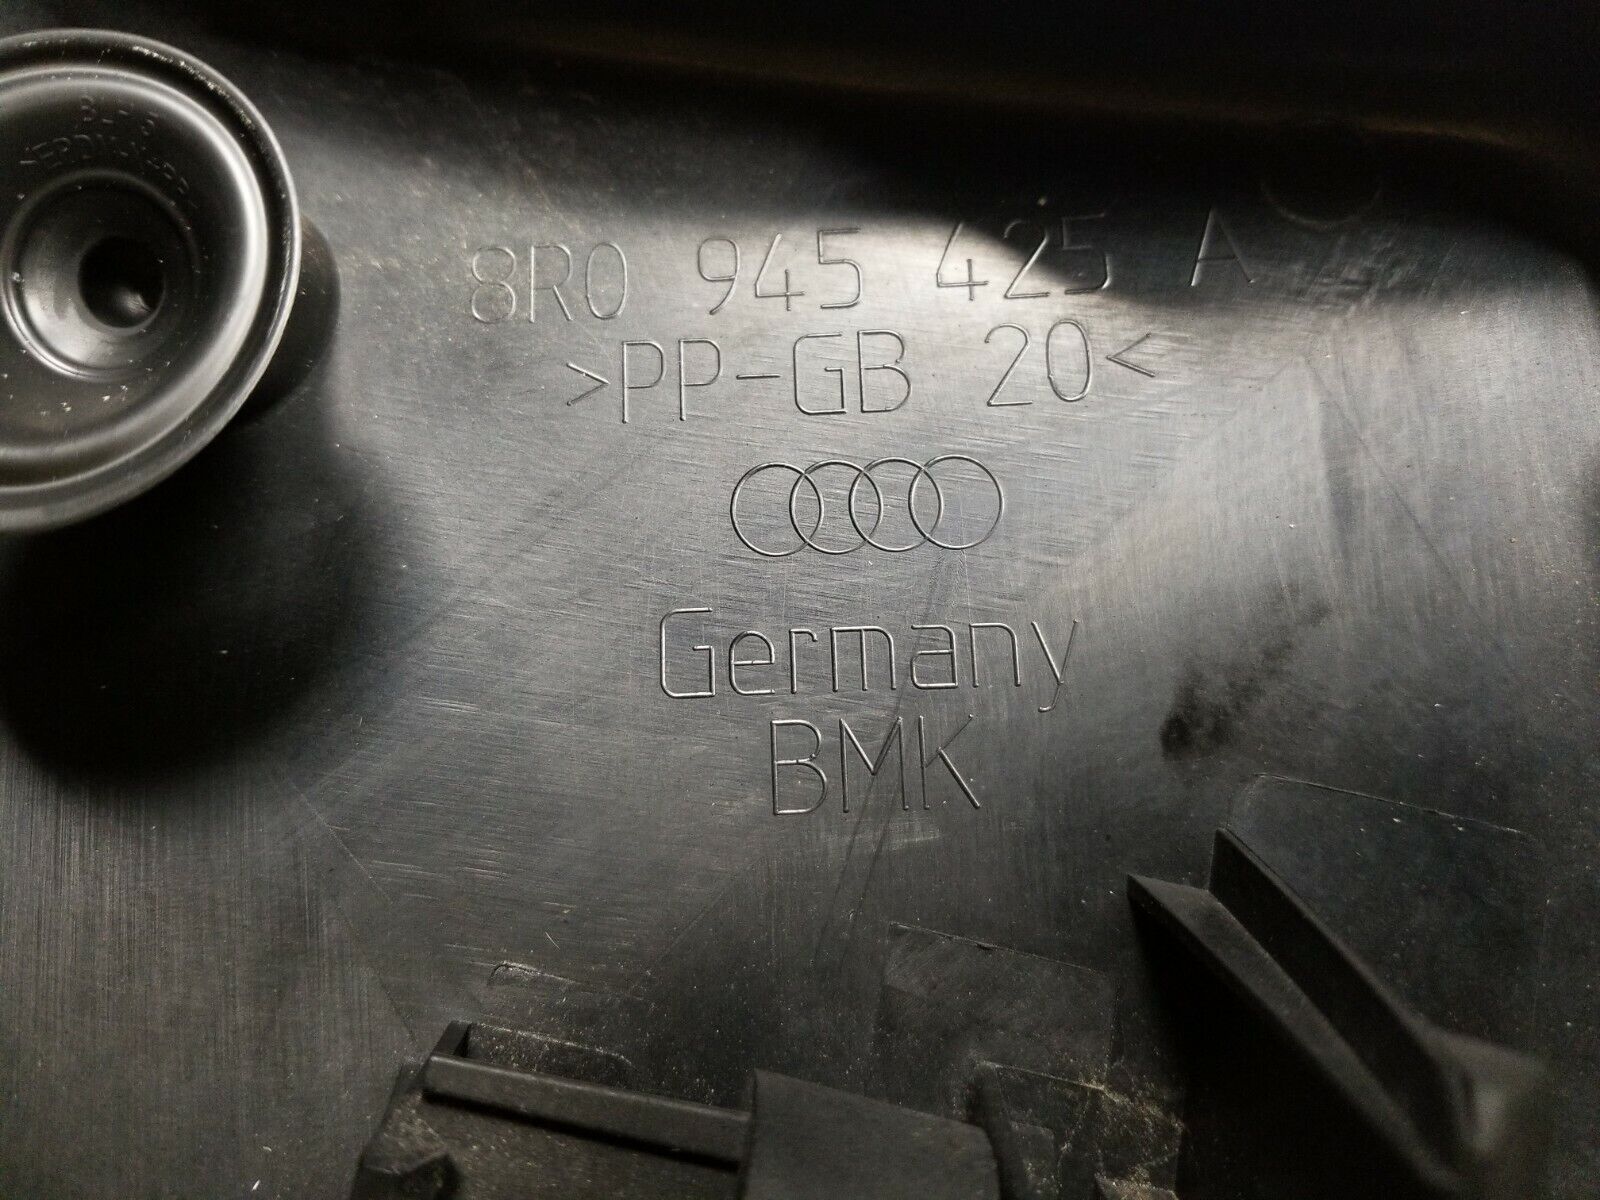 8R0 945 425 A
>PP-GB 20<
Germany
BMK